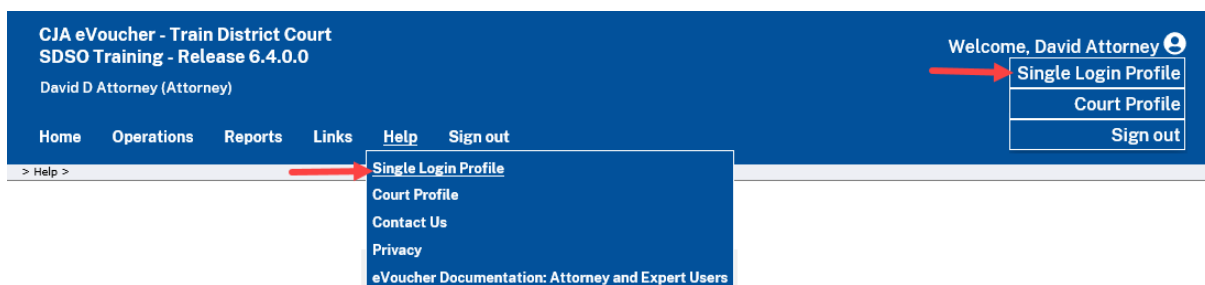 CJA eVoucher - Train District Court
SDSO Training - Release 6.4.0.0
David D Attorney (Attorney)
Welcome, David Attorney
Single Login Profile
Court Profile
Sign out
Home Operations Reports Links Help Sign out
> Help >
Single Login Profile
Court Profile
Contact Us
Privacy
eVoucher Documentation: Attorney and Expert Users